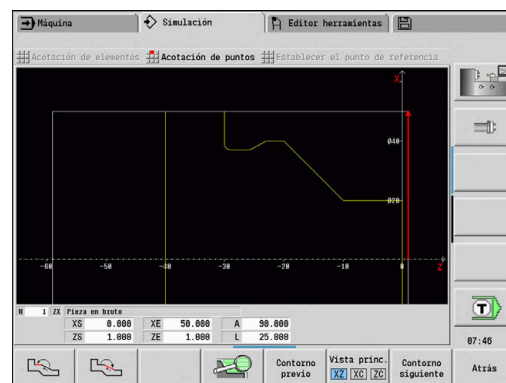 Máquina
Simulación
Editor herramientas
Acotación de elementos
Acotación de puntos
Establecer el punto de referencia
X
Ø40
Ø20
-60
-50
-40
-30
-20
-10
0
Z
N 1 ZX Pieza en bruto
XS 0.000 XE 50.000 A 90.000
ZS 1.000 ZE 1.000 L 25.000
T
07:46
Contorno previo
Vista princ.
XZ XC ZC
Contorno siguiente
Atrás